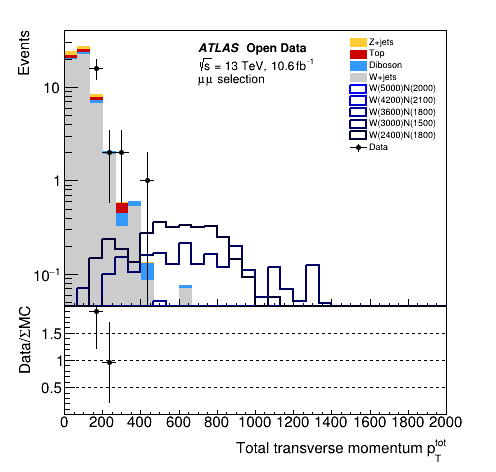 Events
ATLAS Open Data
√s = 13 TeV, 10.6fb⁻¹
μμ selection
Z+jets
Top
Diboson
W+jets
W(5000)N(2000)
W(4200)N(2100)
W(3600)N(1800)
W(3000)N(1500)
W(2400)N(1800)
Data
10
1
10⁻¹
Data/ΣMC
1.5
1
0.5
0 200 400 600 800 1000 1200 1400 1600 1800 2000
Total transverse momentum p_T^tot